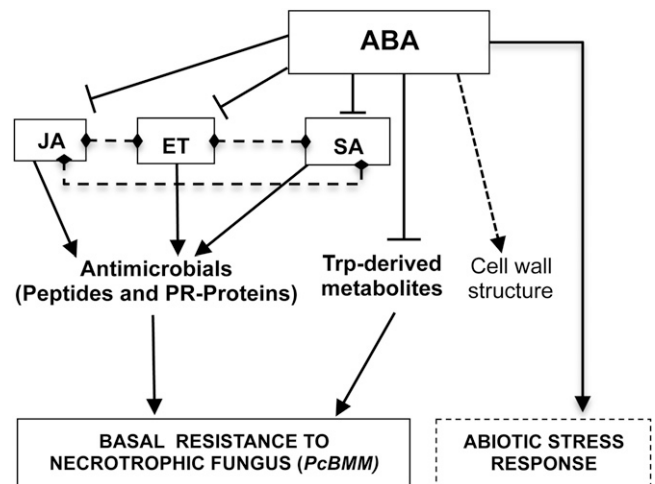 ABA
JA
ET
SA
Antimicrobials
(Peptides and PR-Proteins)
Trp-derived
metabolites
Cell wall
structure
BASAL RESISTANCE TO
NECROTROPHIC FUNGUS (PcBMM)
ABIOTIC STRESS
RESPONSE